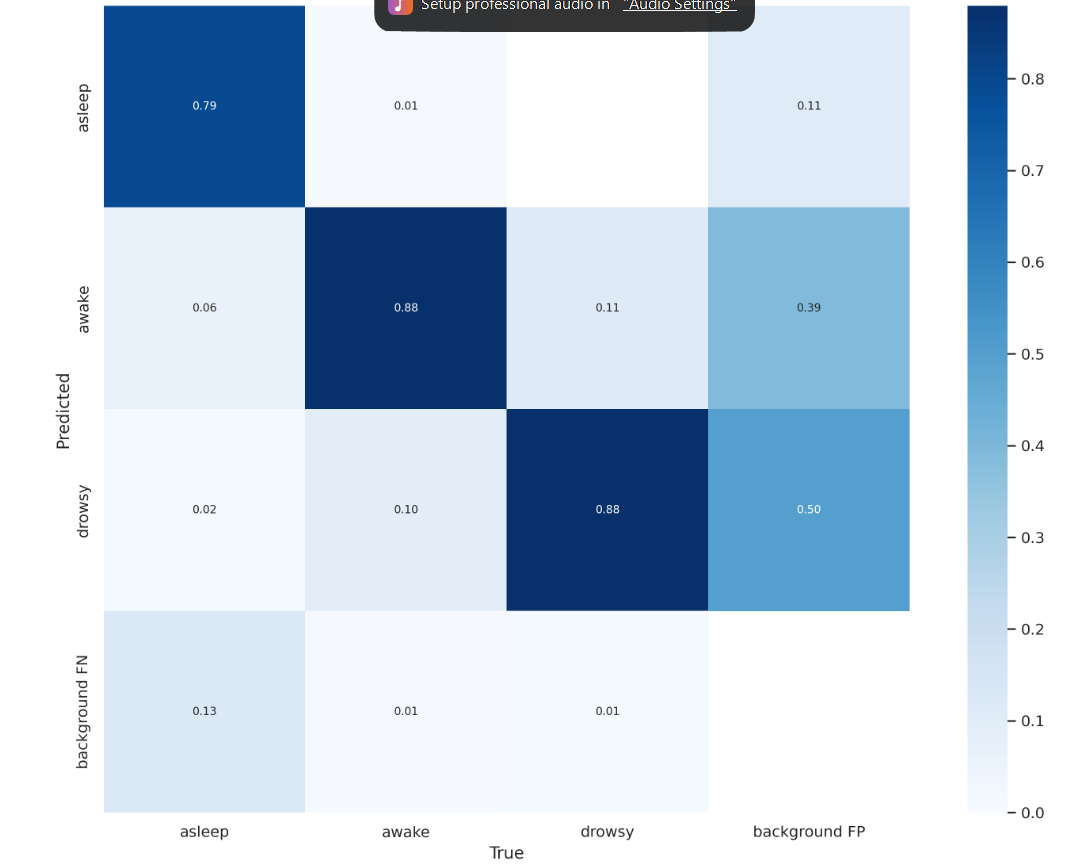 Setup professional audio in "Audio Settings"
asleep 0.79 0.01 0.11
awake 0.06 0.88 0.11 0.39
drowsy 0.02 0.10 0.88 0.50
background FN 0.13 0.01 0.01
Predicted
asleep awake drowsy background FP
True
0.8
0.7
0.6
0.5
0.4
0.3
0.2
0.1
0.0